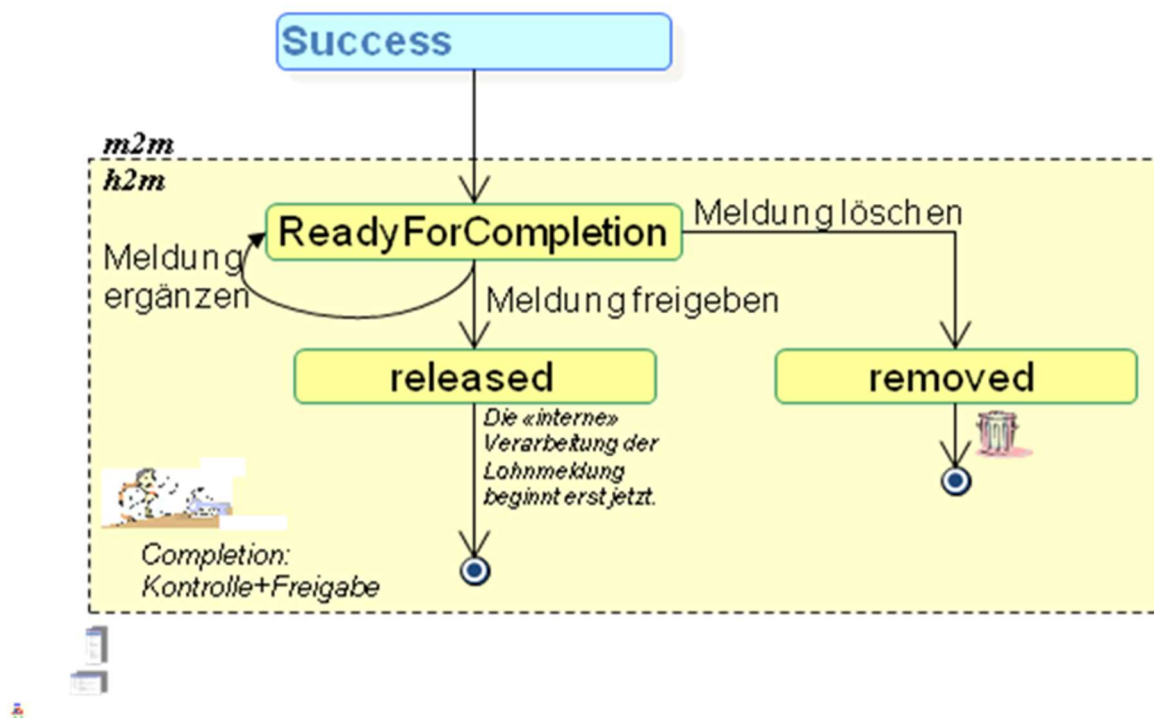 Success
m2m
h2m
ReadyForCompletion
Meldung löschen
Meldung
ergänzen
Meldung freigeben
released
removed
Die «interne»
Verarbeitung der
Lohnmeldung
beginnt erst jetzt.
Completion:
Kontrolle+Freigabe